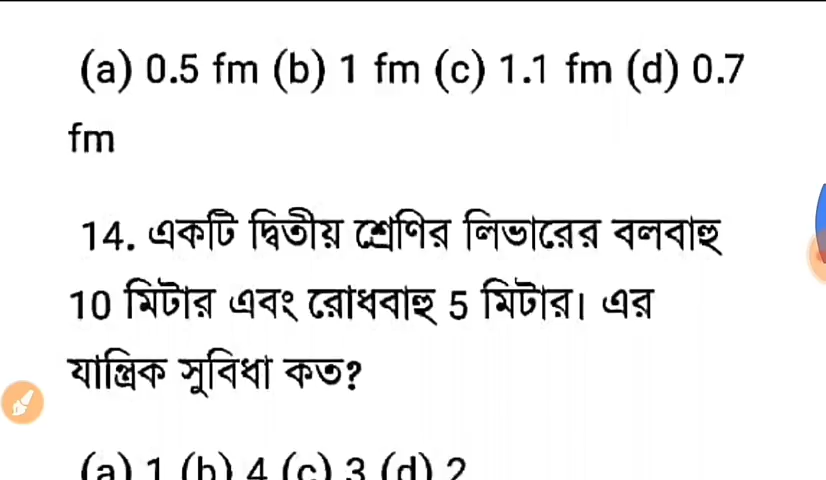 (a) 0.5 fm (b) 1 fm (c) 1.1 fm (d) 0.7
fm
14. একটি দ্বিতীয় শ্রেণির লিভারের বলবাহু
10 মিটার এবং রোধবাহু 5 মিটার। এর
যান্ত্রিক সুবিধা কত?
(a) 1 (b) 4 (c) 3 (d) 2